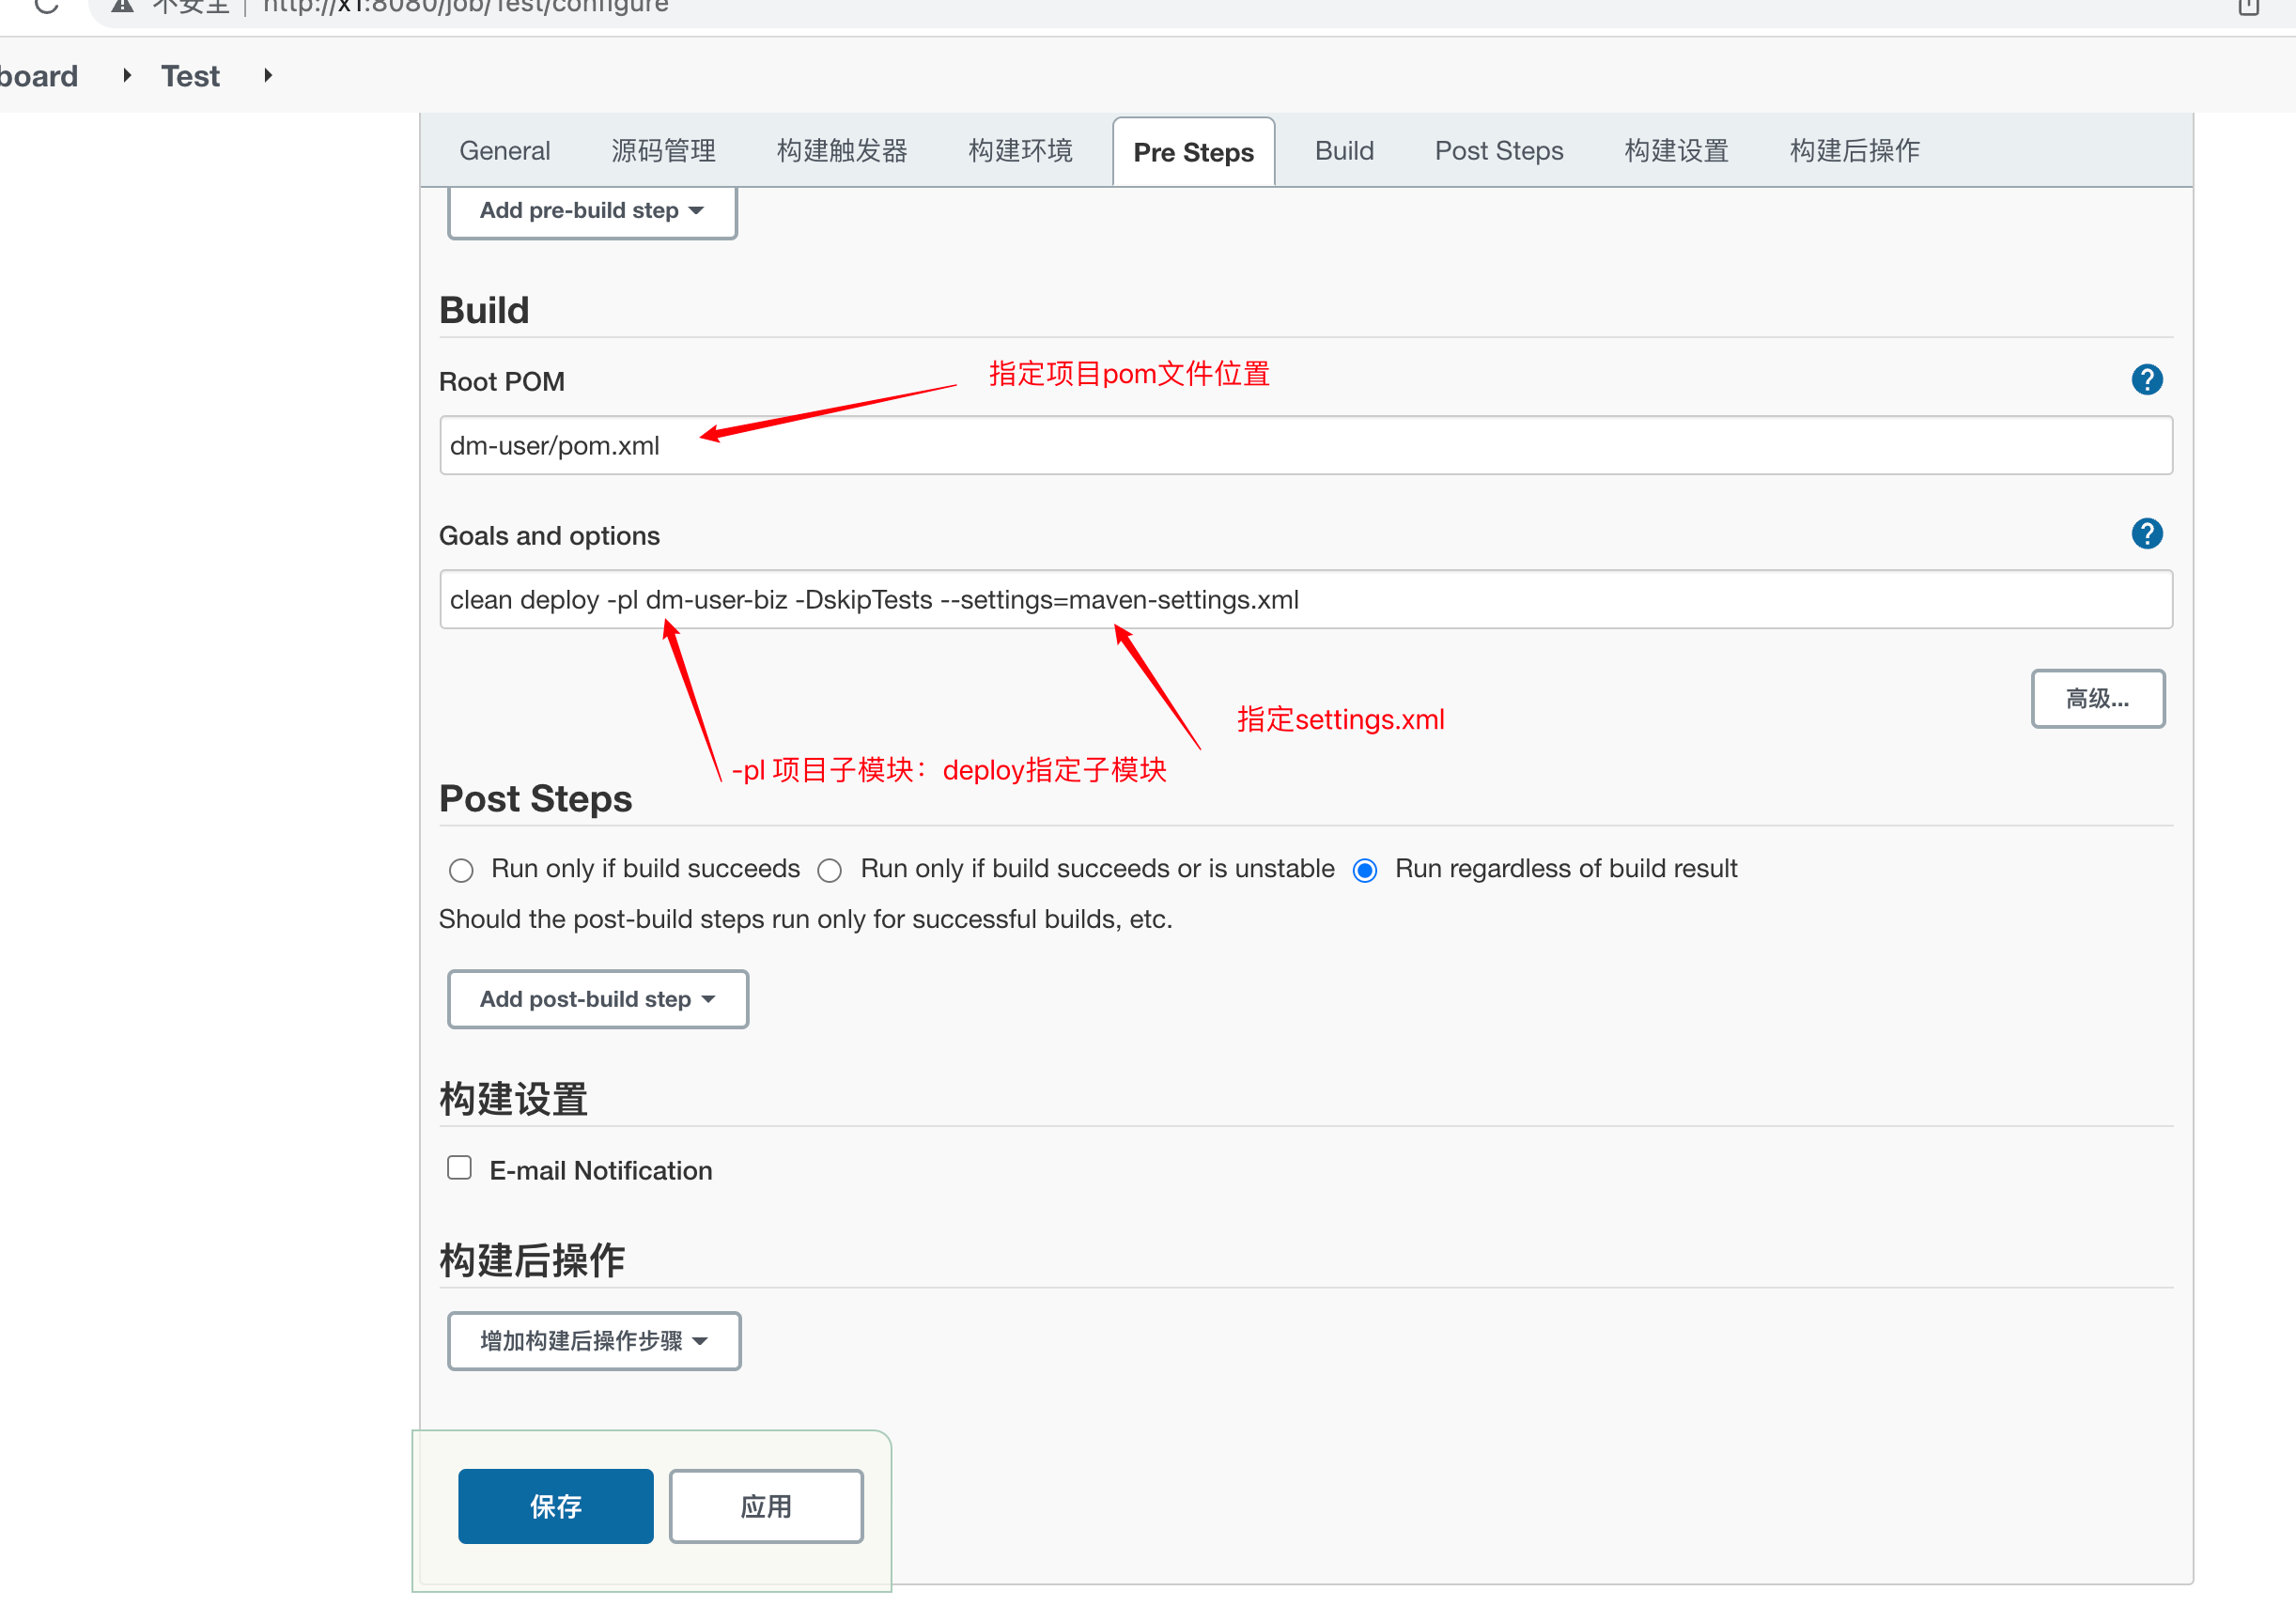 不安全 | http://x1:8080/job/Test/configure
board Test
General 源码管理 构建触发器 构建环境 Pre Steps Build Post Steps 构建设置 构建后操作
Add pre-build step
Build
指定项目pom文件位置
Root POM
dm-user/pom.xml
Goals and options
clean deploy -pl dm-user-biz -DskipTests --settings=maven-settings.xml
高级...
指定settings.xml
-pl 项目子模块：deploy指定子模块
Post Steps
Run only if build succeeds Run only if build succeeds or is unstable Run regardless of build result
Should the post-build steps run only for successful builds, etc.
Add post-build step
构建设置
E-mail Notification
构建后操作
增加构建后操作步骤
保存 应用